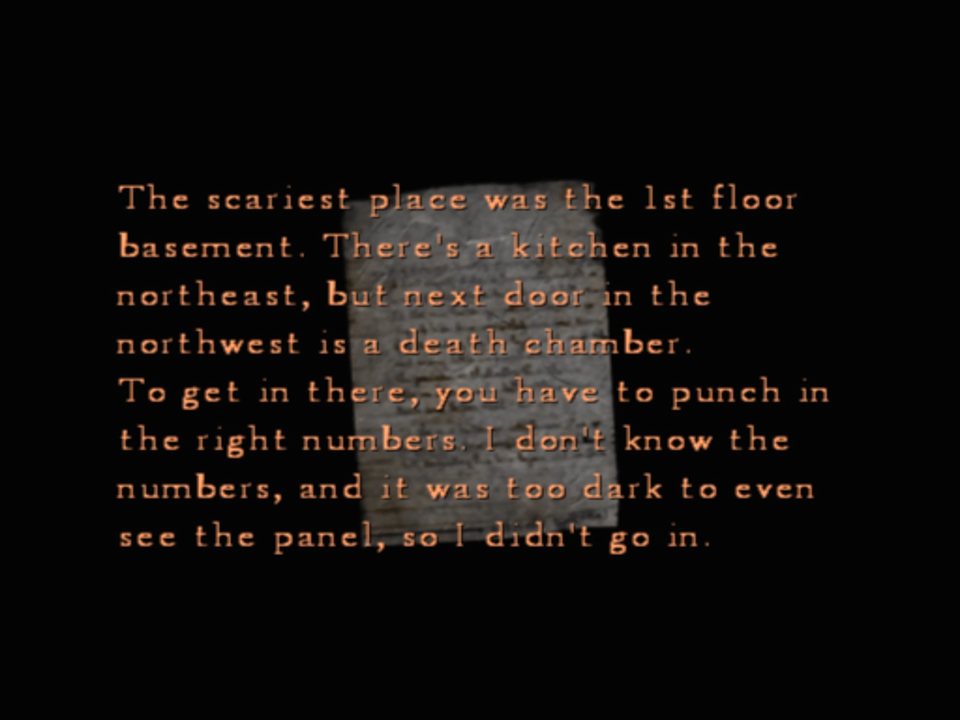 The scariest place was the 1st floor
basement. There's a kitchen in the
northeast, but next door in the
northwest is a death chamber.
To get in there, you have to punch in
the right numbers. I don't know the
numbers, and it was too dark to even
see the panel, so I didn't go in.